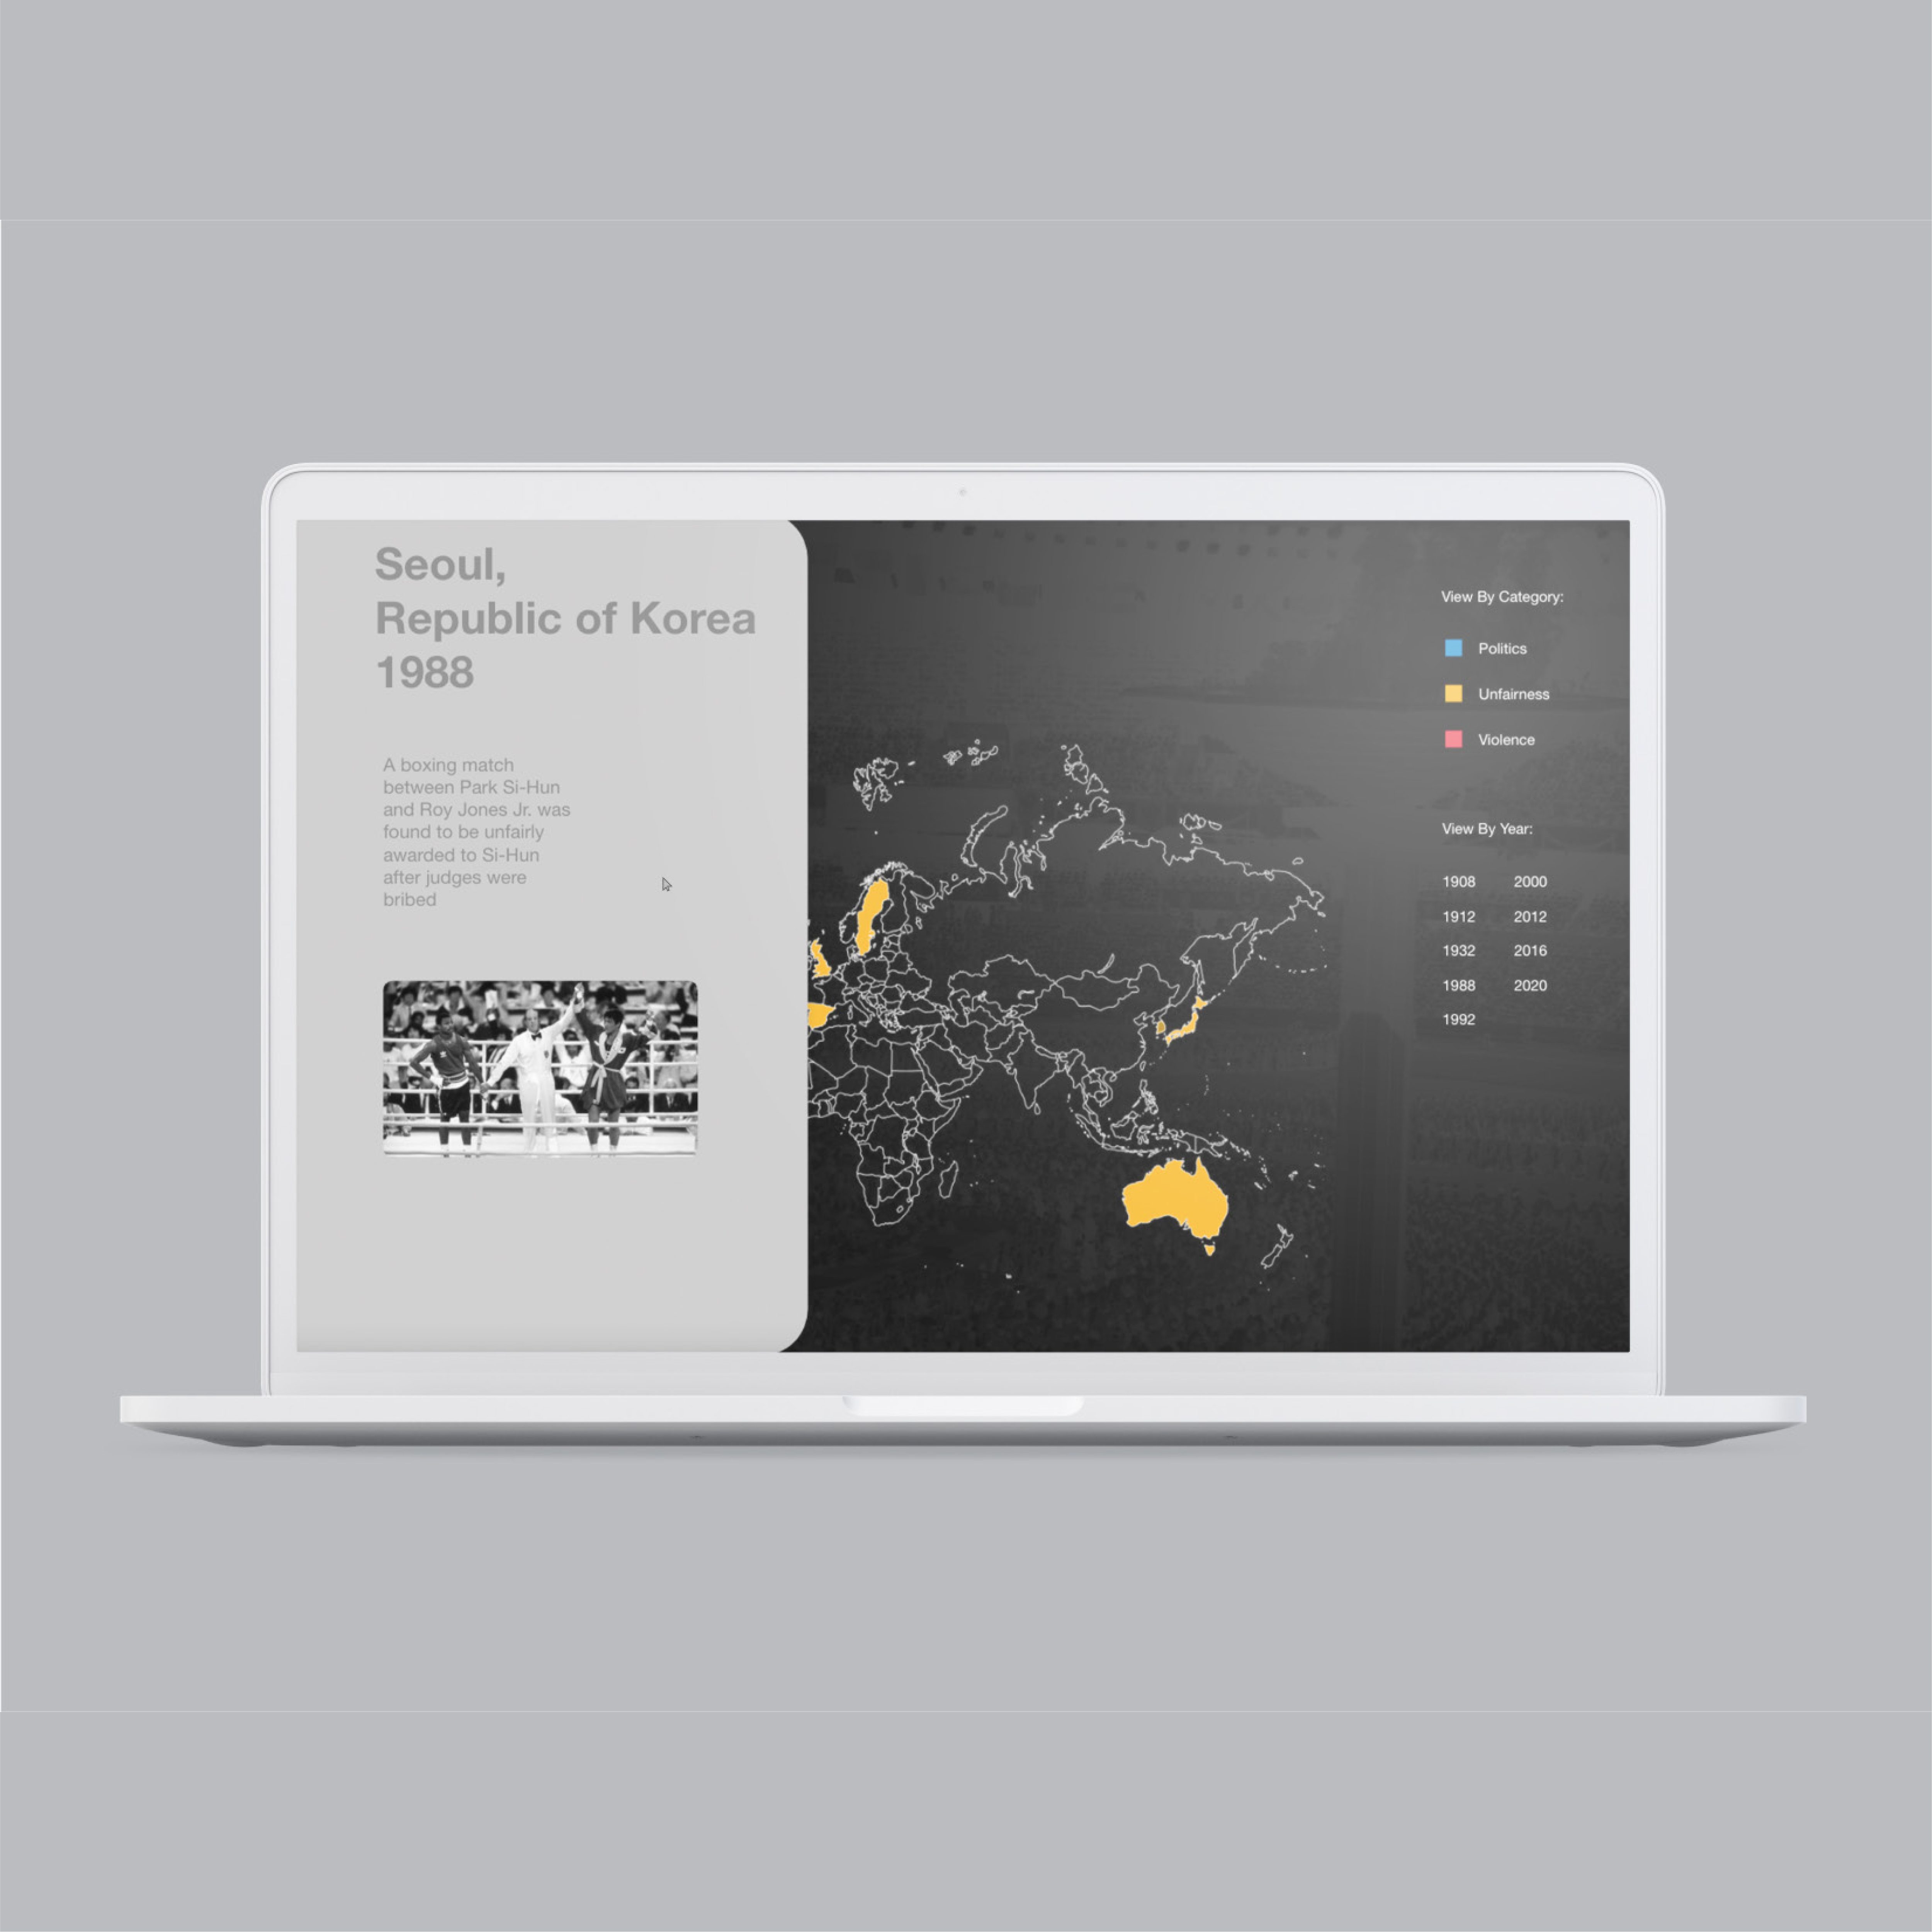 Seoul,
Republic of Korea
1988
A boxing match
between Park Si-Hun
and Roy Jones Jr. was
found to be unfairly
awarded to Si-Hun
after judges were
bribed
View By Category:
Politics
Unfairness
Violence
View By Year:
1908 2000
1912 2012
1932 2016
1988 2020
1992